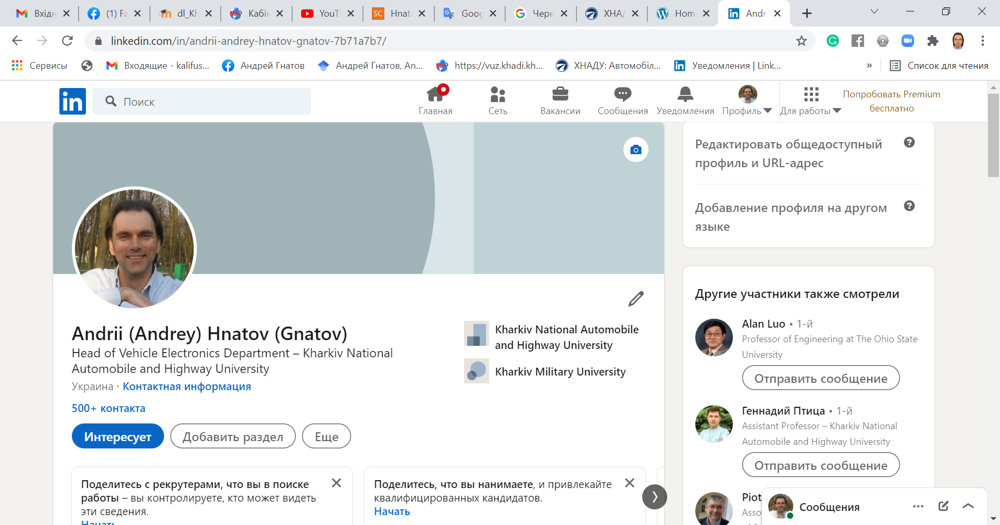 Вхідн
(1) Fa
dl_Kh
Кабін
YouTu
SC
Hnat
Goog
Черн
ХНАД
Hom
Andr
linkedin.com/in/andrii-andrey-hnatov-gnatov-7b71a7b7/
Сервисы
Входящие - kalifus...
Андрей Гнатов
Андрей Гнатов, An...
https://vuz.khadi.kh...
ХНАДУ: Автомобіл...
Уведомления | Link...
»
Список для чтения
in
Поиск
Главная
Сеть
Вакансии
Сообщения
Уведомления
Профиль
Для работы
Попробовать Premium
бесплатно
Andrii (Andrey) Hnatov (Gnatov)
Head of Vehicle Electronics Department – Kharkiv National
Automobile and Highway University
Украина · Контактная информация
500+ контакта
Интересует
Добавить раздел
Еще
Kharkiv National Automobile
and Highway University
Kharkiv Military University
Поделитесь с рекрутерами, что вы в поиске
работы – вы контролируете, кто может видеть
эти сведения.
Начать
Поделитесь, что вы нанимаете, и привлекайте
квалифицированных кандидатов.
Начать
Редактировать общедоступный
профиль и URL-адрес
Добавление профиля на другом
языке
Другие участники также смотрели
Alan Luo • 1-й
Professor of Engineering at The Ohio State
University
Отправить сообщение
Геннадий Птица • 1-й
Assistant Professor – Kharkiv National
Automobile and Highway University
Отправить сообщение
Piot
Asso
Сообщения